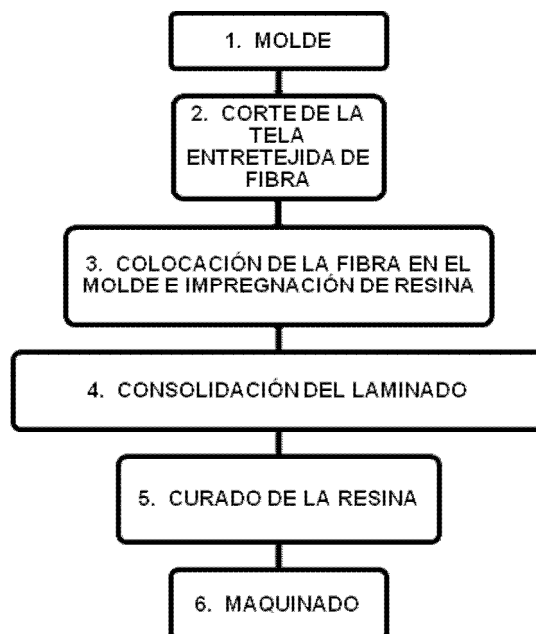 1. MOLDE
2. CORTE DE LA
TELA
ENTRETEJIDA DE
FIBRA
3. COLOCACIÓN DE LA FIBRA EN EL
MOLDE E IMPREGNACIÓN DE RESINA
4. CONSOLIDACIÓN DEL LAMINADO
5. CURADO DE LA RESINA
6. MAQUINADO